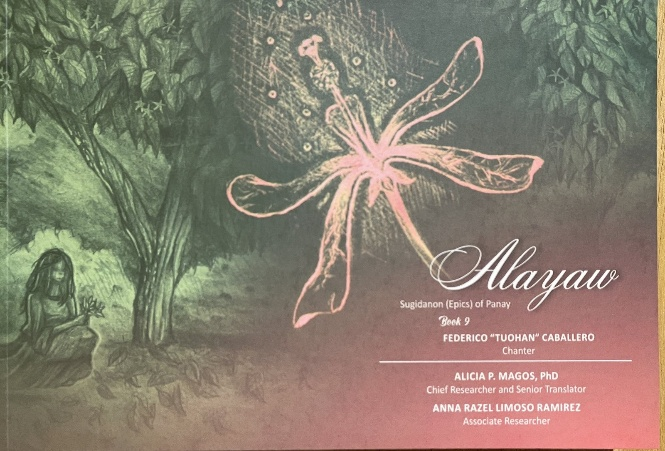 Alayaw
Sugidanon (Epics) of Panay
Book 9
FEDERICO "TUOHAN" CABALLERO
Chanter
ALICIA P. MAGOS, PhD
Chief Researcher and Senior Translator
ANNA RAZEL LIMOSO RAMIREZ
Associate Researcher